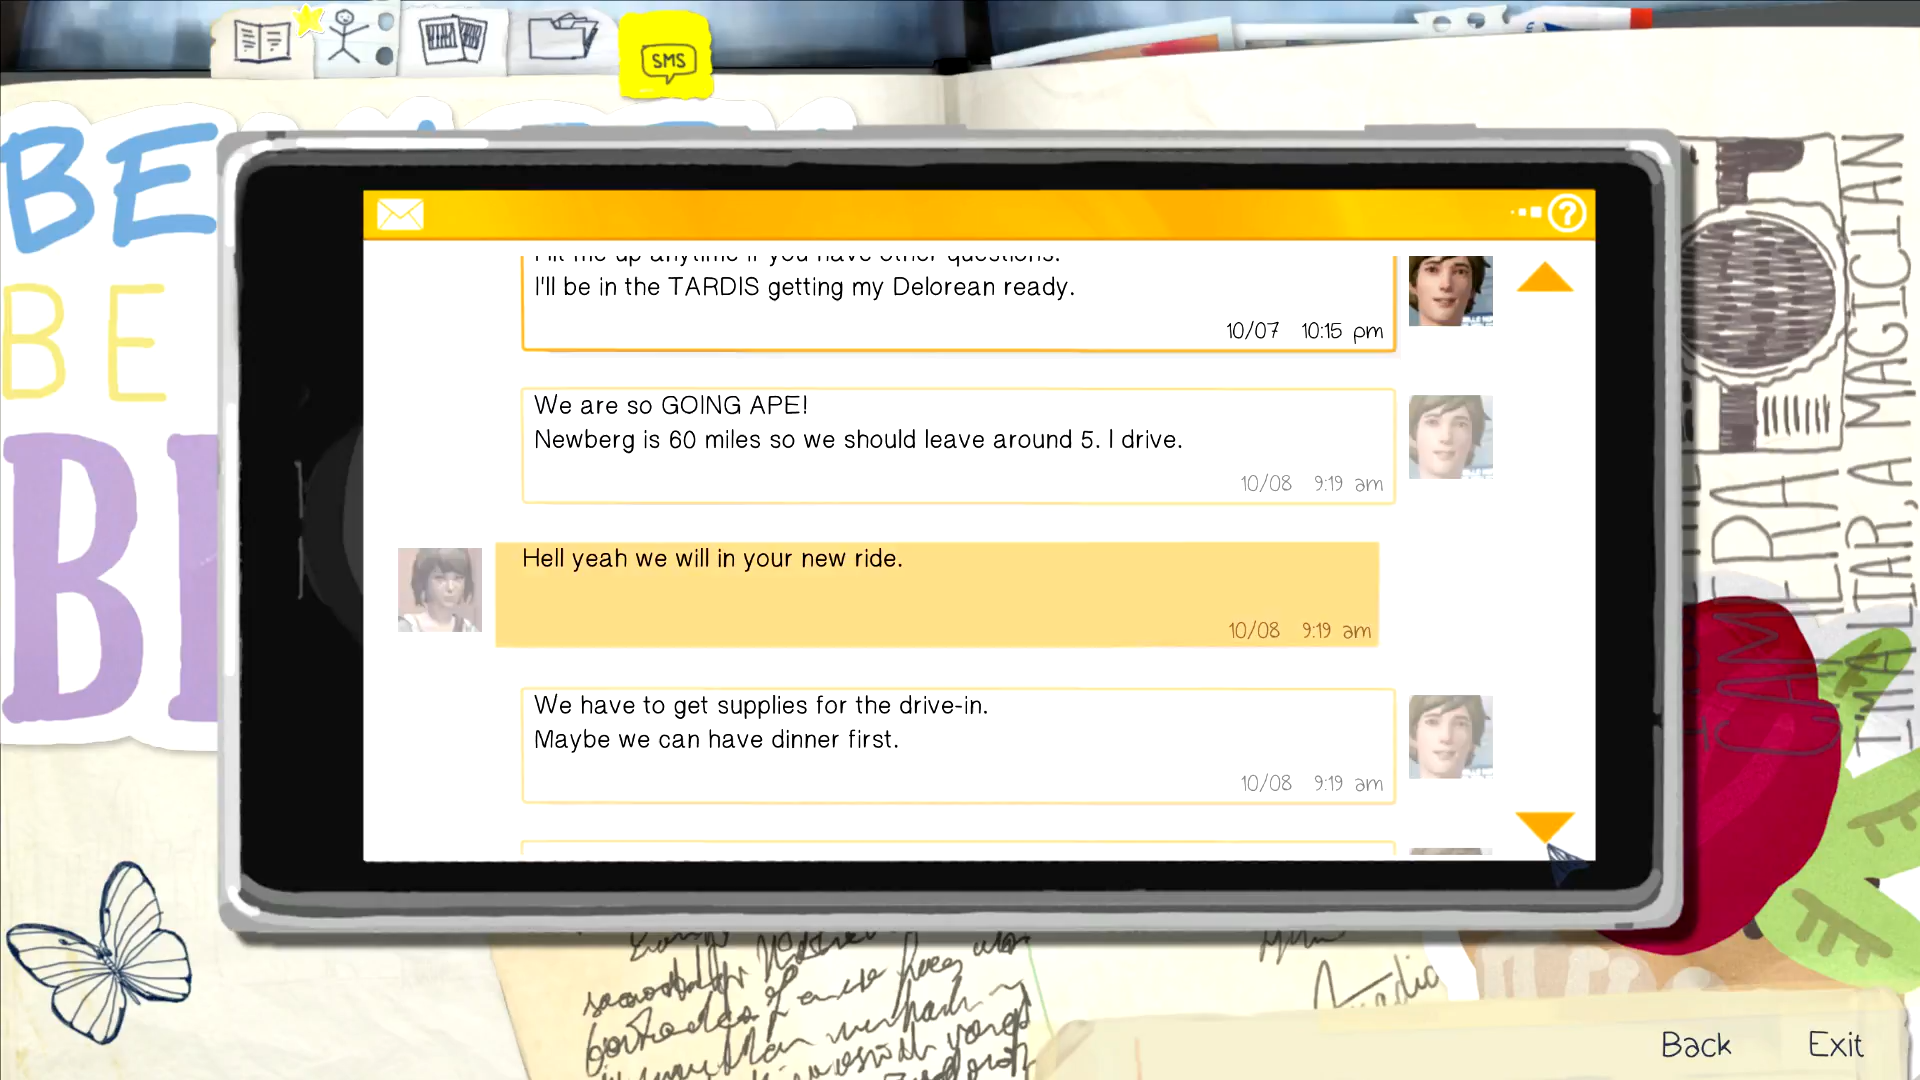 SMS
BE
BE
I'll be in the TARDIS getting my Delorean ready.
10/07 10:15 pm
We are so GOING APE!
Newberg is 60 miles so we should leave around 5. I drive.
10/08 9:19 am
Hell yeah we will in your new ride.
10/08 9:19 am
We have to get supplies for the drive-in.
Maybe we can have dinner first.
10/08 9:19 am
CAMERA
I'M A LIAR, A MAGICIAN
Back
Exit